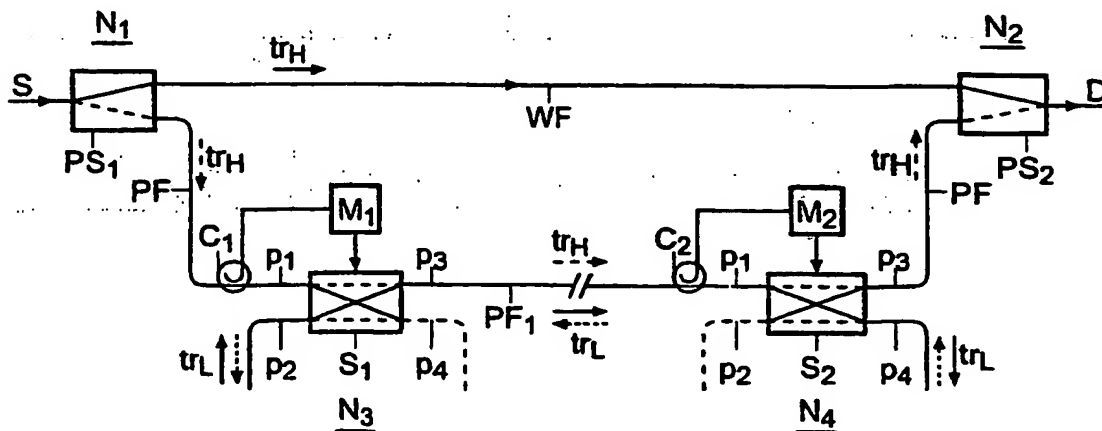 N1 N2
trH
S D
WF
PS1 trH trH PS2
PF M1 M2 PF
C1 p1 p3 trH C2 p1 p3
PF1
trL p2 S1 p4 trL p2 S2 p4 trL
N3 N4